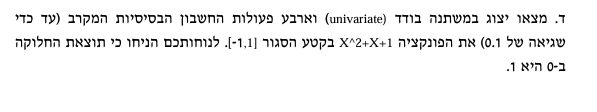 ד. מצאו יצוג במשתנה בודד (univariate) וארבע פעולות החשבון הבסיסיות המקרב (עד כדי
שגיאה של 0.1) את הפונקציה X^2+X+1 בקטע הסגור [1,1-]. לנוחותכם הניחו כי תוצאת החלוקה
ב-0 היא 1.